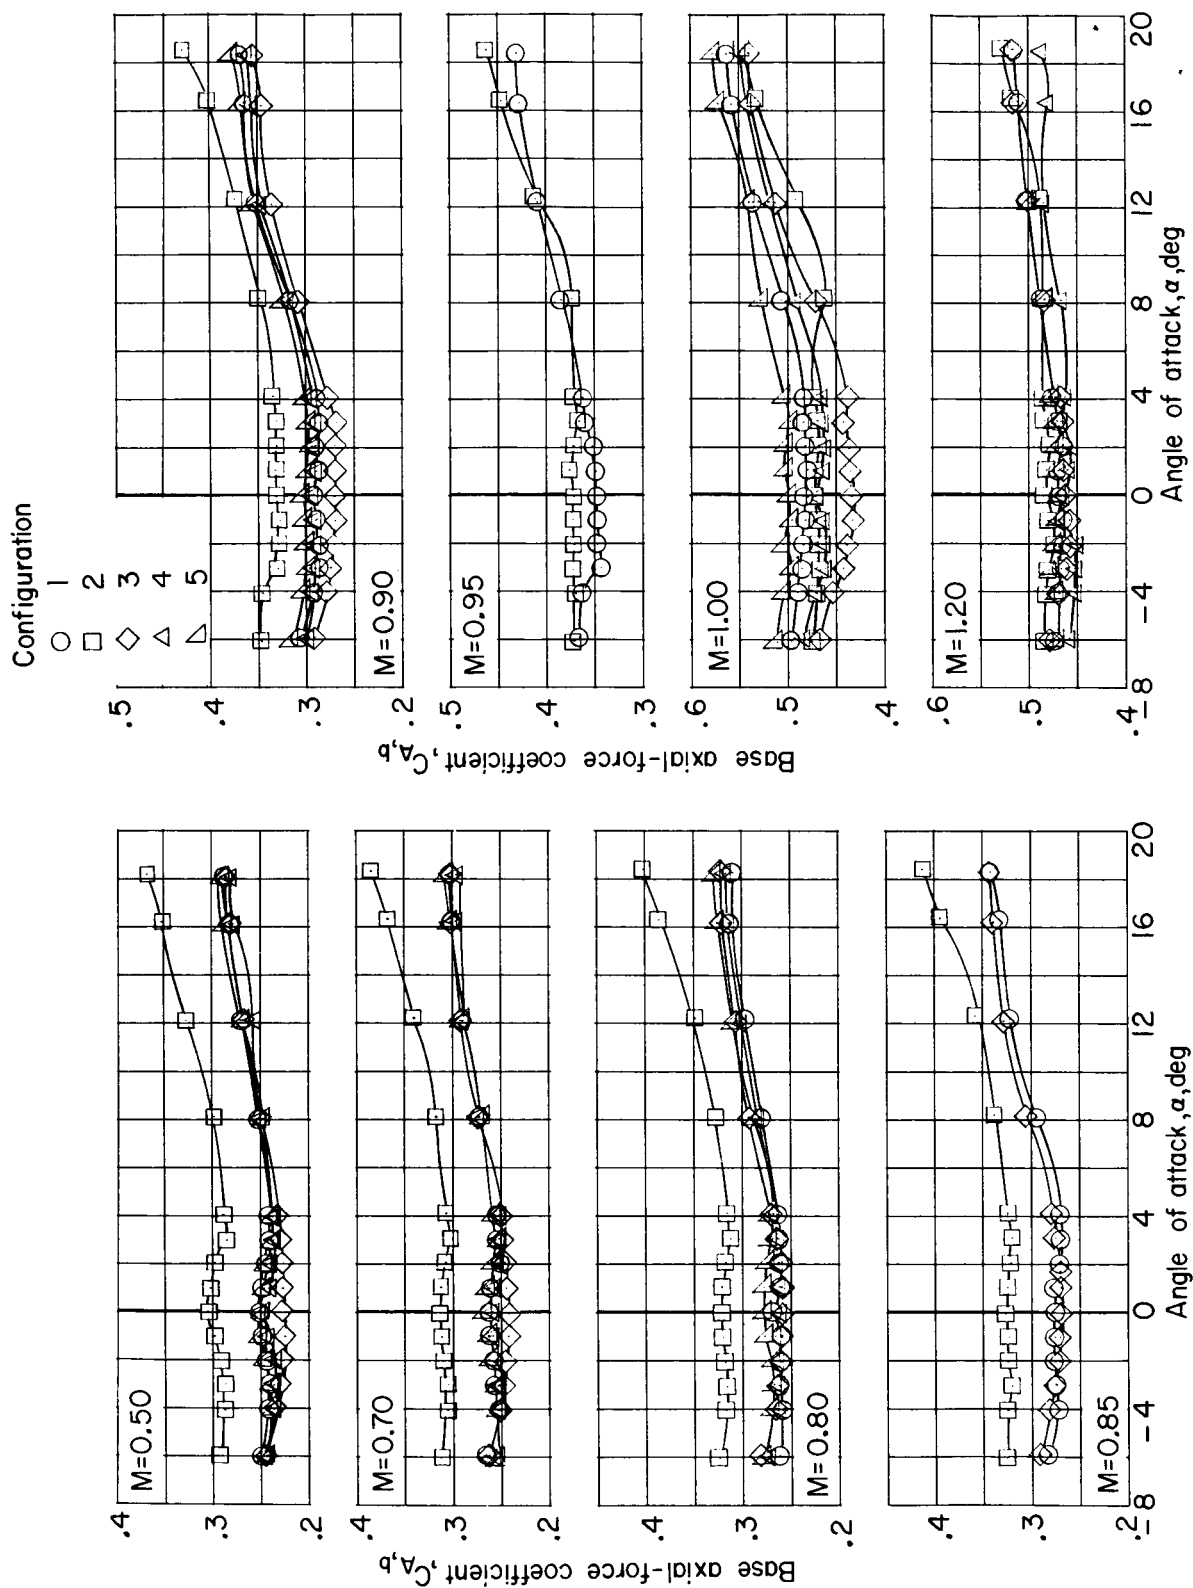 Configuration
1
2
3
4
5
.4
.3
.2
M=0.50
.4
.3
.2
M=0.70
.4
.3
.2
M=0.80
.4
.3
.2
M=0.85
-8 -4 0 4 8 12 16 20
Angle of attack, α, deg
Base axial-force coefficient, C_A,b
.5
.4
.3
.2
M=0.90
.5
.4
.3
M=0.95
.6
.5
.4
M=1.00
.6
.5
.4
M=1.20
-8 -4 0 4 8 12 16 20
Angle of attack, α, deg
Base axial-force coefficient, C_A,b